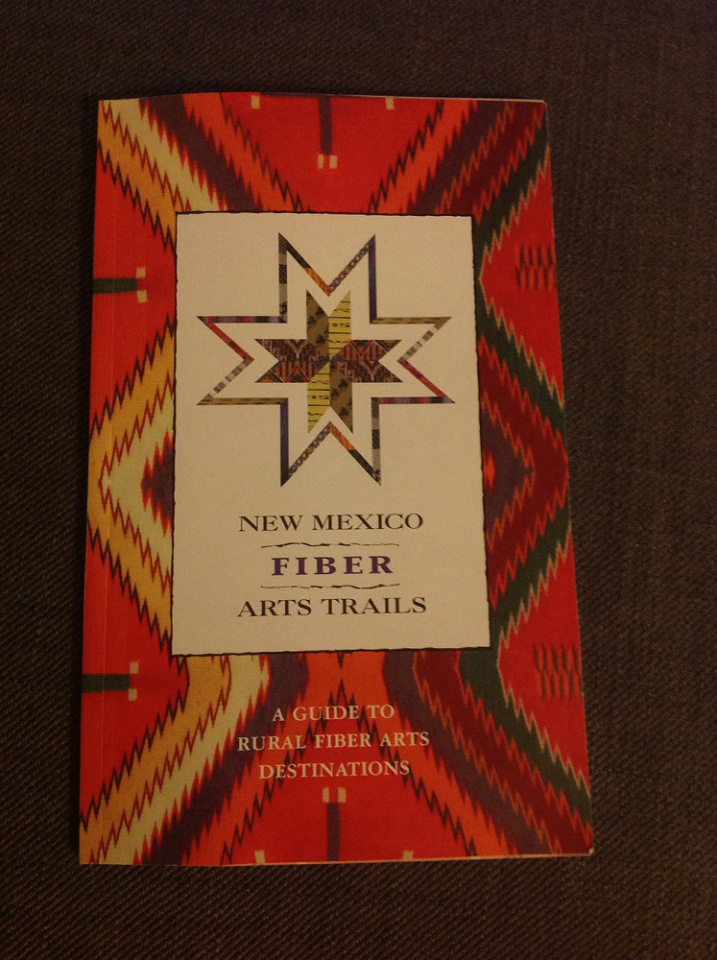 NEW MEXICO
FIBER
ARTS TRAILS
A GUIDE TO
RURAL FIBER ARTS
DESTINATIONS